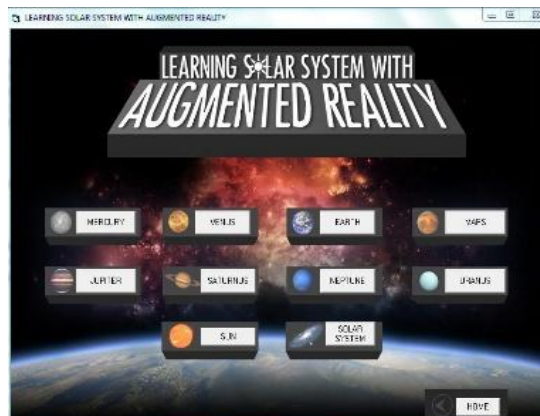 LEARNING SOLAR SYSTEM WITH AUGMENTED REALITY
LEARNING SOLAR SYSTEM WITH
AUGMENTED REALITY
MERCURY
VENUS
EARTH
MARS
JUPITER
SATURNUS
NEPTUNE
URANUS
SUN
SOLAR
SYSTEM
HOME